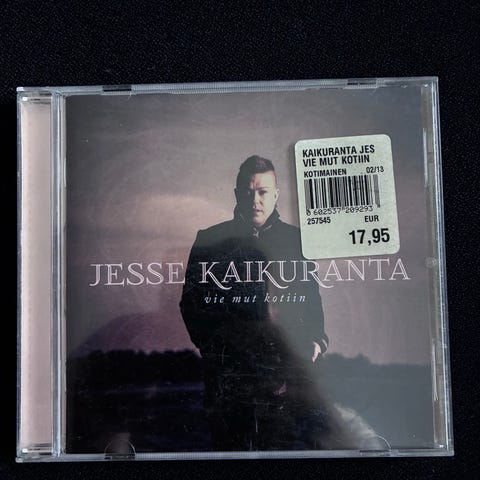 KAIKURANTA JES
VIE MUT KOTIIN
KOTIMAINEN 02/13
0 602537 209293
257545 EUR
17,95
JESSE KAIKURANTA
vie mut kotiin